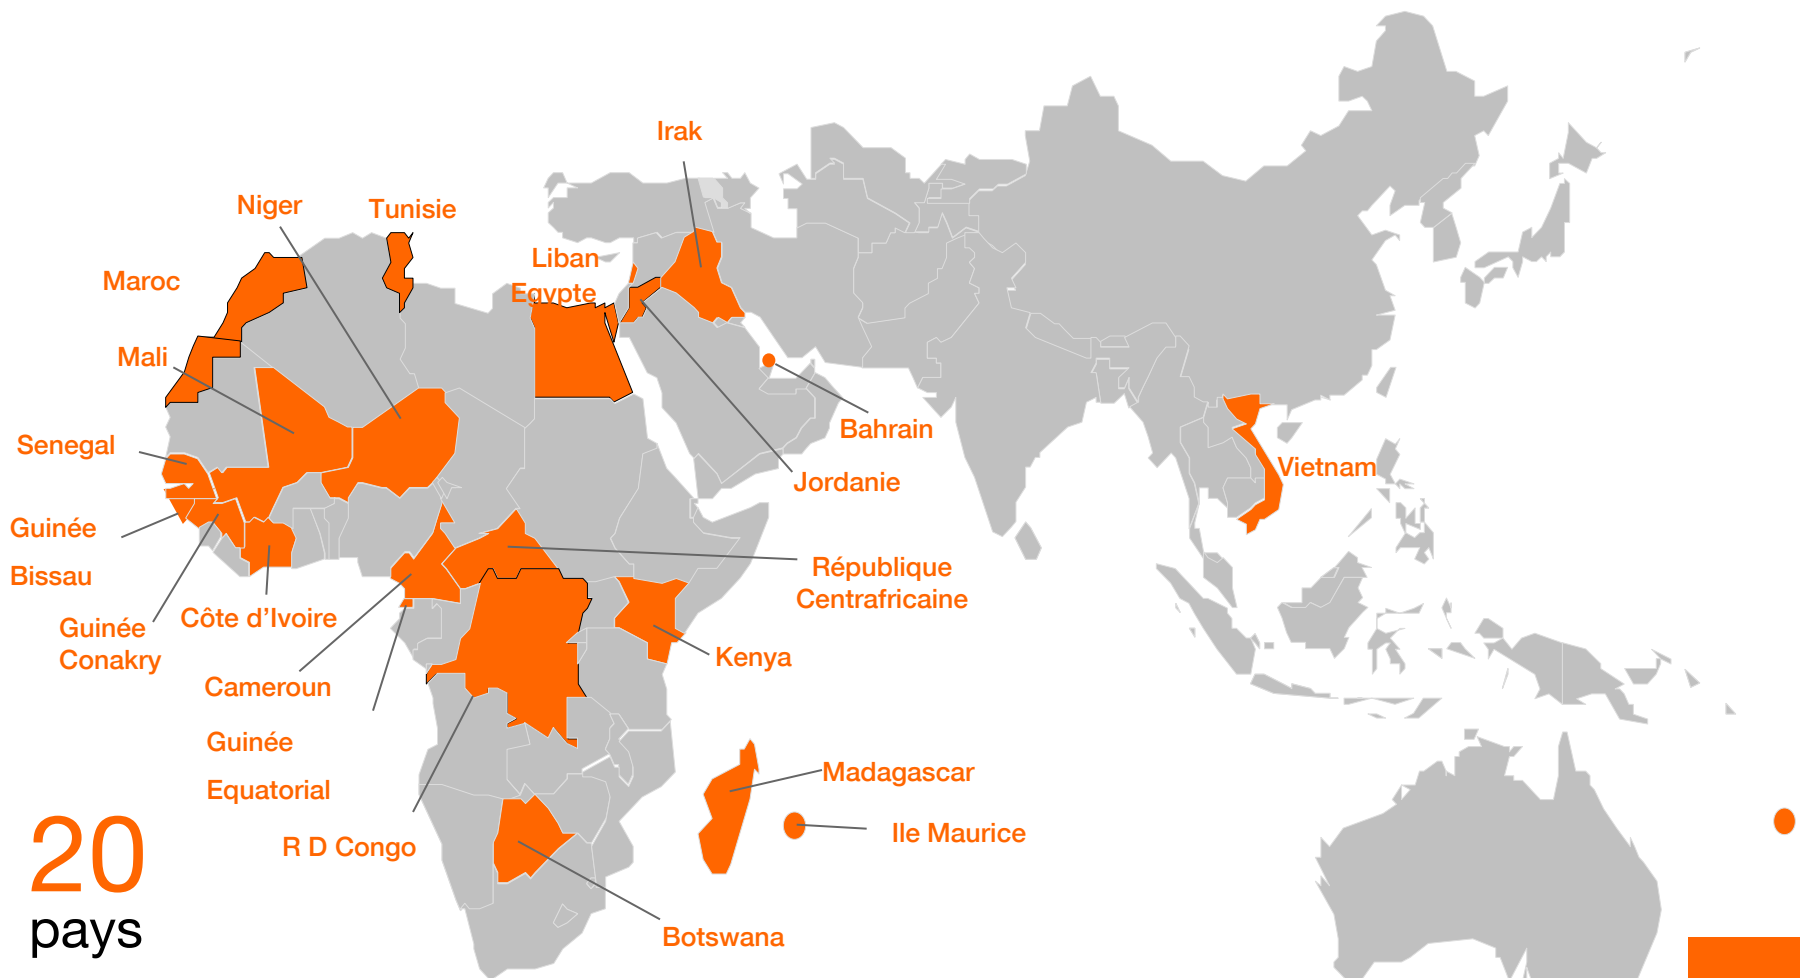 Irak
Niger
Tunisie
Liban
Egypte
Maroc
Mali
Senegal
Bahrain
Jordanie
Vietnam
Guinée
Bissau
République
Centrafricaine
Guinée
Conakry
Côte d’Ivoire
Kenya
Cameroun
Guinée
Equatorial
Madagascar
Ile Maurice
R D Congo
Botswana
20
pays